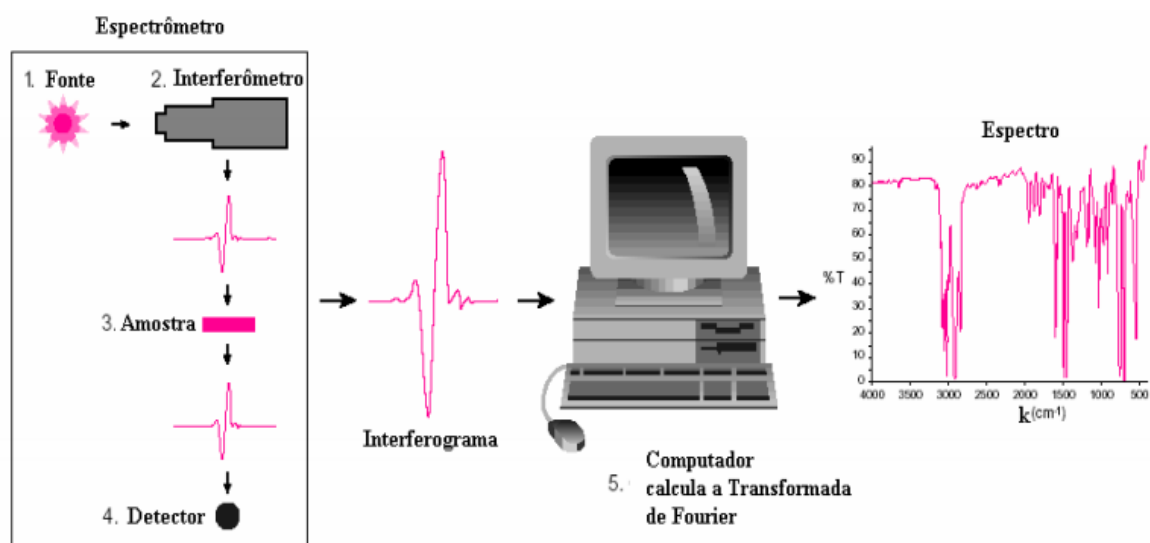 Espectrômetro
1. Fonte
2. Interferômetro
3. Amostra
4. Detector
Interferograma
5. Computador
calcula a Transformada
de Fourier
Espectro
90
80
70
60
50
%T
40
30
20
10
0
4000 3500 3000 2500 2000 1500 1000 500
k(cm-1)